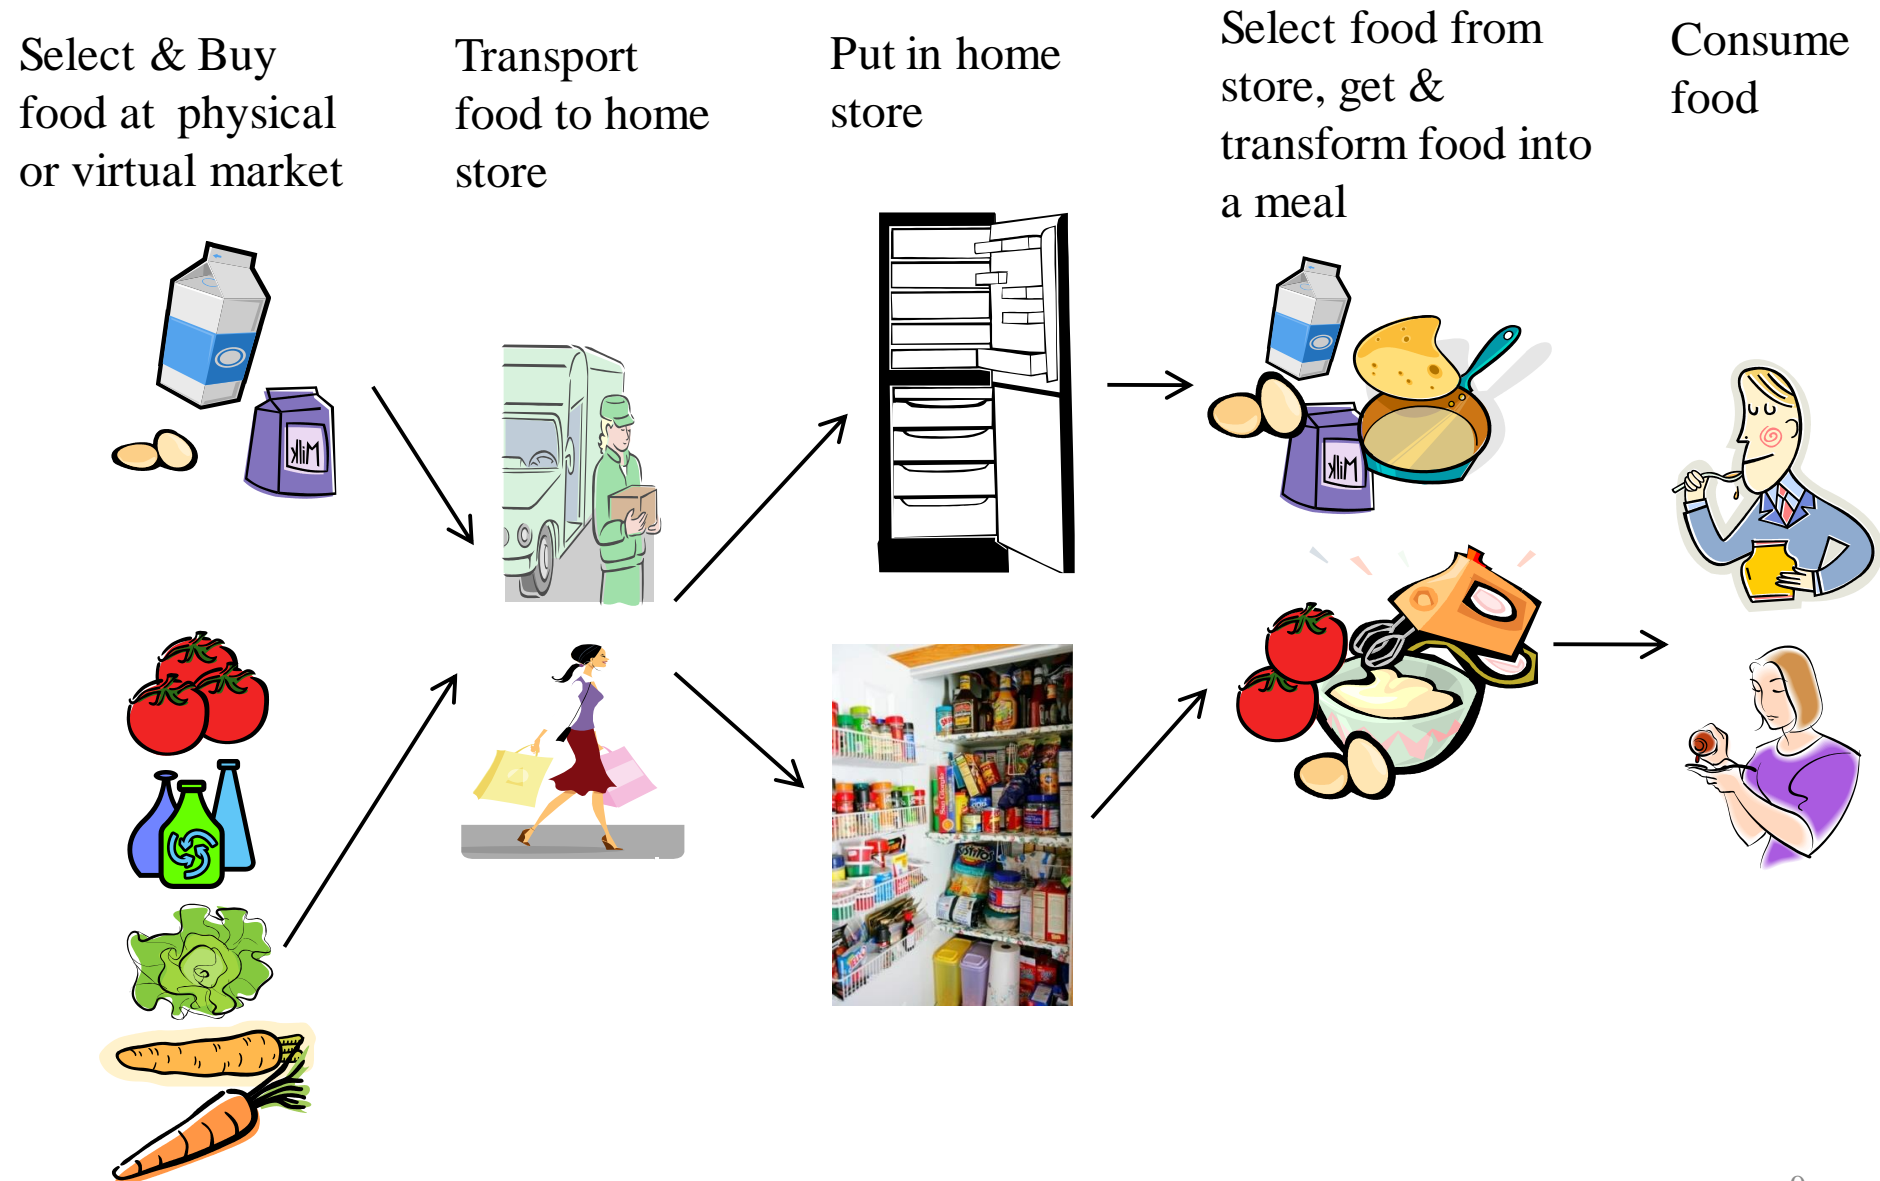 Select & Buy
food at physical
or virtual market
Transport
food to home
store
Put in home
store
Select food from
store, get &
transform food into
a meal
Consume
food
Milk
Milk
TOSTITOS